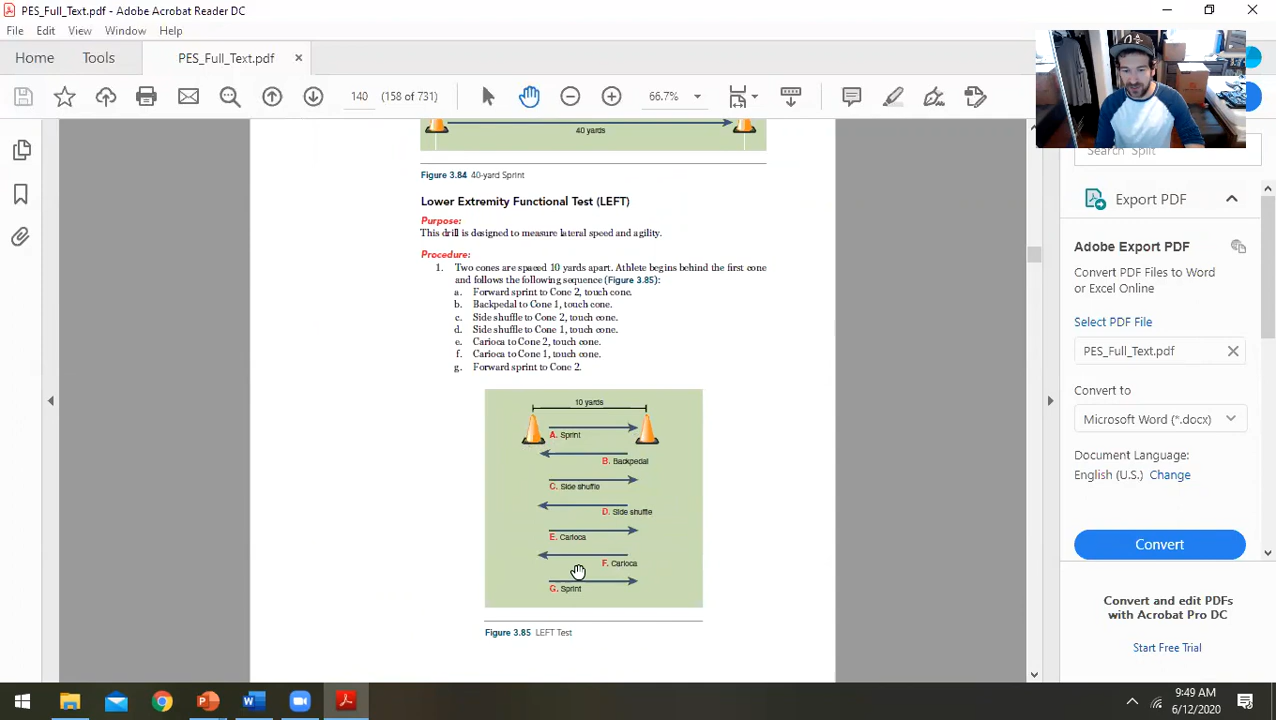 PES_Full_Text.pdf - Adobe Acrobat Reader DC
File Edit View Window Help
Home Tools PES_Full_Text.pdf ×
140 (158 of 731) 66.7%
40 yards
Figure 3.84 40-yard Sprint
Lower Extremity Functional Test (LEFT)
Purpose:
This drill is designed to measure lateral speed and agility.
Procedure:
1. Two cones are spaced 10 yards apart. Athlete begins behind the first cone
and follows the following sequence (Figure 3.85):
a. Forward sprint to Cone 2, touch cone.
b. Backpedal to Cone 1, touch cone.
c. Side shuffle to Cone 2, touch cone.
d. Side shuffle to Cone 1, touch cone.
e. Carioca to Cone 2, touch cone.
f. Carioca to Cone 1, touch cone.
g. Forward sprint to Cone 2.
10 yards
A. Sprint
B. Backpedal
C. Side shuffle
D. Side shuffle
E. Carioca
F. Carioca
G. Sprint
Figure 3.85 LEFT Test
Search 'Split'
Export PDF
Adobe Export PDF
Convert PDF Files to Word
or Excel Online
Select PDF File
PES_Full_Text.pdf
Convert to
Microsoft Word (*.docx)
Document Language:
English (U.S.) Change
Convert
Convert and edit PDFs
with Acrobat Pro DC
Start Free Trial
9:49 AM
6/12/2020